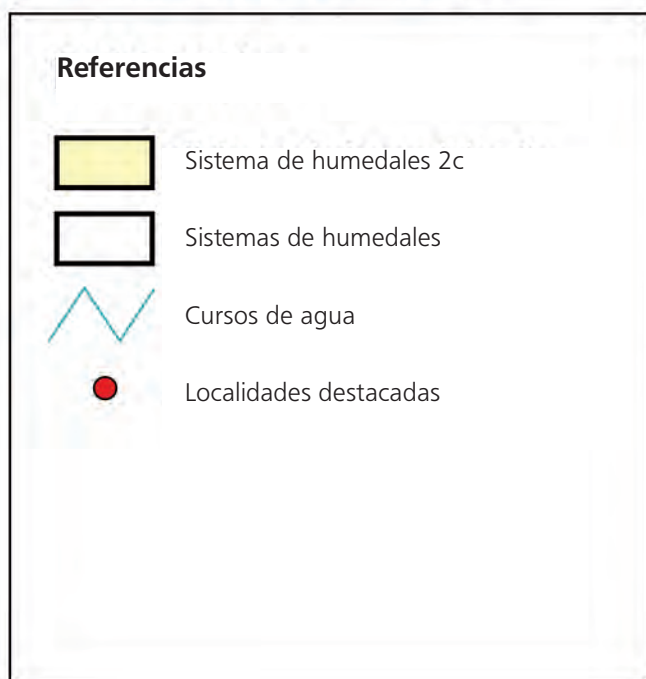 Referencias
Sistema de humedales 2c
Sistemas de humedales
Cursos de agua
Localidades destacadas